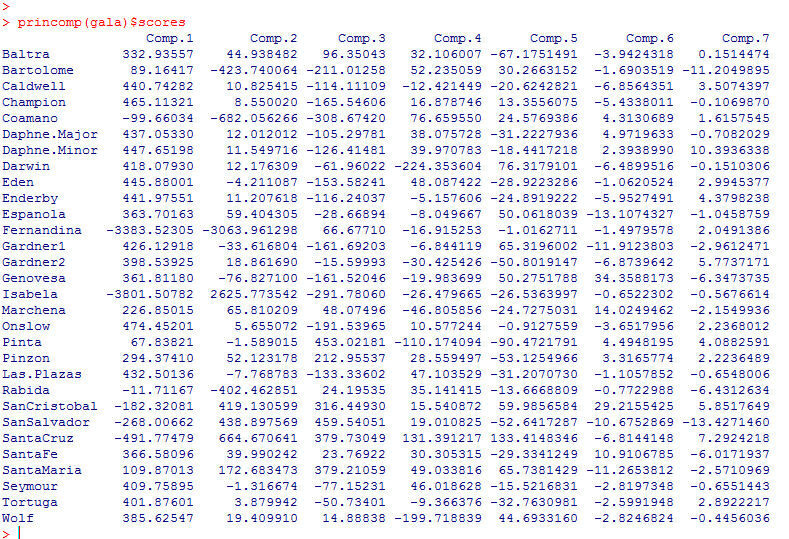 >
> princomp(gala)$scores
Comp.1 Comp.2 Comp.3 Comp.4 Comp.5 Comp.6 Comp.7
Baltra 332.93557 44.938482 96.35043 32.106007 -67.1751491 -3.9424318 0.1514474
Bartolome 89.16417 -423.740064 -211.01258 52.235059 30.2663152 -1.6903519 -11.2049895
Caldwell 440.74282 10.825415 -114.11109 -12.421449 -20.6242821 -6.8564351 3.5074397
Champion 465.11321 8.550020 -165.54606 16.878746 13.3556075 -5.4338011 -0.1069870
Coamano -99.66034 -682.056266 -308.67420 76.659550 24.5769386 4.3130689 1.6157545
Daphne.Major 437.05330 12.012012 -105.29781 38.075728 -31.2227936 4.9719633 -0.7082029
Daphne.Minor 447.65198 11.549716 -126.41481 39.970783 -18.4417218 2.3938990 10.3936338
Darwin 418.07930 12.176309 -61.96022 -224.353604 76.3179101 -6.4899516 -0.1510306
Eden 445.88001 -4.211087 -153.58241 48.087422 -28.9223286 -1.0620524 2.9945377
Enderby 441.97551 11.207618 -116.24037 -5.157606 -24.8919222 -5.9527491 4.3798238
Espanola 363.70163 59.404305 -28.66894 -8.049667 50.0618039 -13.1074327 -1.0458759
Fernandina -3383.52305 -3063.961298 66.67710 -16.915253 -1.0162711 -1.4979578 2.0491386
Gardner1 426.12918 -33.616804 -161.69203 -6.844119 65.3196002 -11.9123803 -2.9612471
Gardner2 398.53925 18.861690 -15.59993 -30.425426 -50.8019147 -6.8739642 5.7737171
Genovesa 361.81180 -76.827100 -161.52046 -19.983699 50.2751788 34.3588173 -6.3473735
Isabela -3801.50782 2625.773542 -291.78060 -26.479665 -26.5363997 -0.6522302 -0.5676614
Marchena 226.85015 65.810209 48.07496 -46.805856 -24.7275031 14.0249462 -2.1549936
Onslow 474.45201 5.655072 -191.53965 10.577244 -0.9127559 -3.6517956 2.2368012
Pinta 67.83821 -1.589015 453.02181 -110.174094 -90.4721791 4.4948195 4.0882591
Pinzon 294.37410 52.123178 212.95537 28.559497 -53.1254966 3.3165774 2.2236489
Las.Plazas 432.50136 -7.768783 -133.33602 47.103529 -31.2070730 -1.1057852 -0.6548006
Rabida -11.71167 -402.462851 24.19535 35.141415 -13.6668809 -0.7722988 -6.4312634
SanCristobal -182.32081 419.130599 316.44930 15.540872 59.9856584 29.2155425 5.8517649
SanSalvador -268.00662 438.897569 459.54051 19.010825 -52.6417287 -10.6752869 -13.4271460
SantaCruz -491.77479 664.670641 379.73049 131.391217 133.4148346 -6.8144148 7.2924218
SantaFe 366.58096 39.990242 23.76922 30.305315 -29.3341249 10.9106785 -6.0171937
SantaMaria 109.87013 172.683473 379.21059 49.033816 65.7381429 -11.2653812 -2.5710969
Seymour 409.75895 -1.316674 -77.15231 46.018628 -15.5216831 -2.8197348 -0.6551443
Tortuga 401.87601 3.879942 -50.73401 -9.366376 -32.7630981 -2.5991948 2.8922217
Wolf 385.62547 19.409910 14.88838 -199.718839 44.6933160 -2.8246824 -0.4456036
>